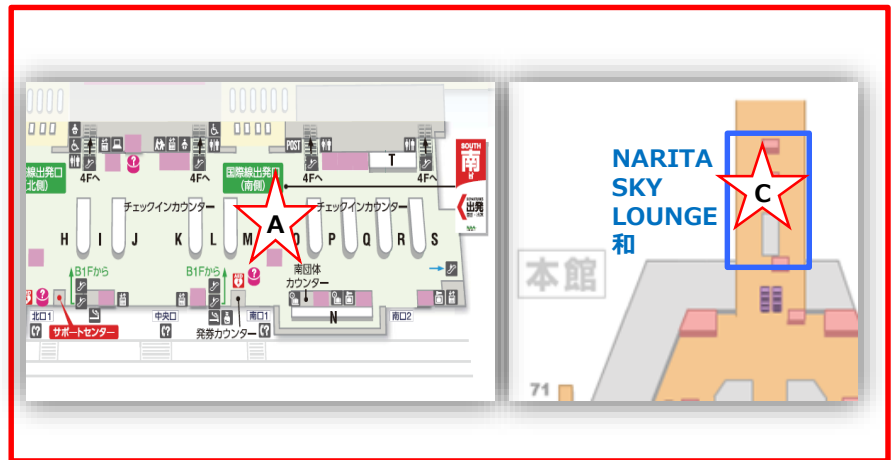 POST
T
SOUTH
南
出発
線出発口
北側)
国際線出発口
(南側)
4Fへ
4Fへ
4Fへ
4Fへ
チェックインカウンター
チェックインカウンター
H
I
J
K
L
M
A
O
P
Q
R
S
B1Fから
B1Fから
南団体
カウンター
N
北口1
サポートセンター
中央口
南口1
発券カウンター
南口2
NARITA
SKY
LOUNGE
和
C
本館
71